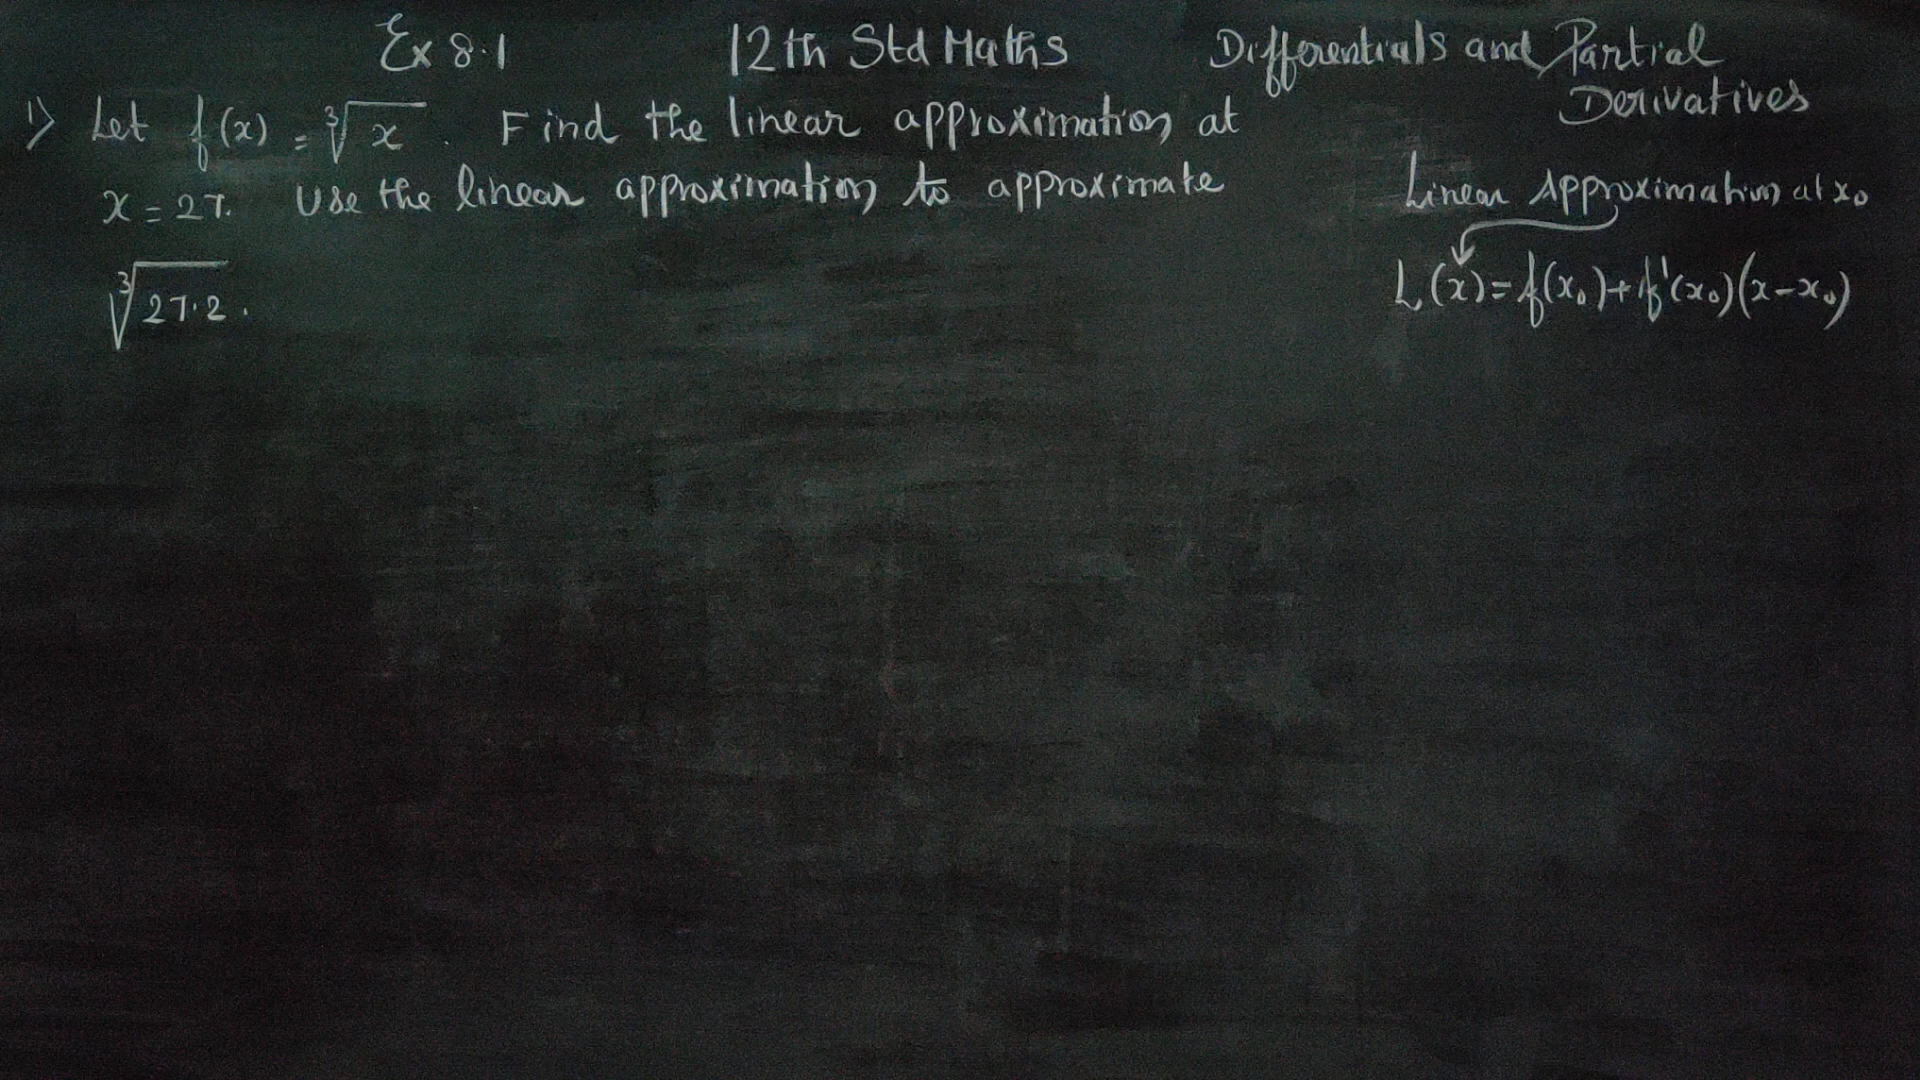 Ex 8.1 12th Std Maths Differentials and Partial Derivatives
1) Let f(x) = ∛x . Find the linear approximation at
x = 27. Use the linear approximation to approximate
∛27.2 .
Linear Approximation at x₀
L(x) = f(x₀) + f'(x₀)(x-x₀)